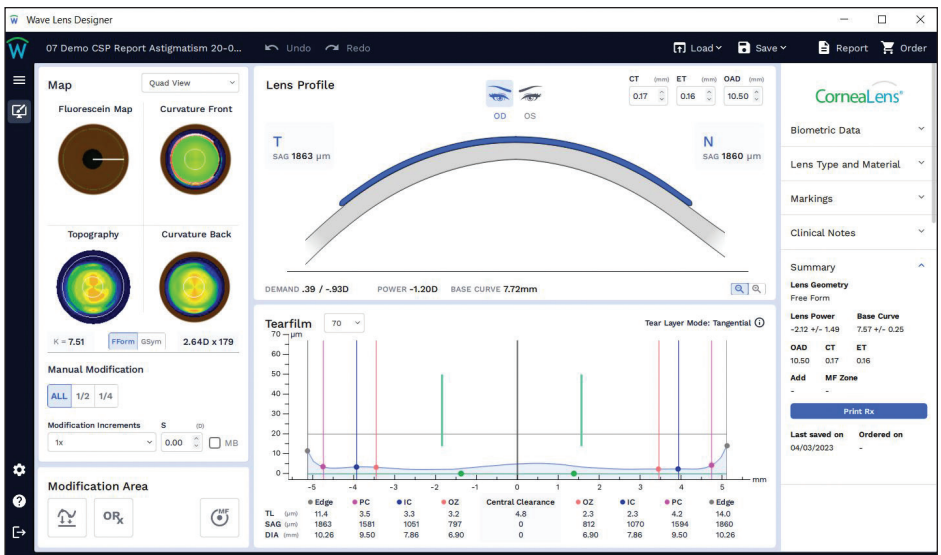 Wave Lens Designer
07 Demo CSP Report Astigmatism 20-0...
Undo
Redo
Load
Save
Report
Order
Map
Quad View
Fluorescein Map
Curvature Front
Topography
Curvature Back
K = 7.51
FForm
GSym
2.64D x 179
Manual Modification
ALL
1/2
1/4
Modification Increments
S
(D)
1x
0.00
MB
Modification Area
ORx
MF
Lens Profile
OD
OS
CT (mm)
ET (mm)
OAD (mm)
0.17
0.16
10.50
T
SAG 1863 μm
N
SAG 1860 μm
DEMAND .39 / -.93D
POWER -1.20D
BASE CURVE 7.72mm
Tearfilm
70
Tear Layer Mode: Tangential
70 μm
60
50
40
30
20
10
0
-5 -4 -3 -2 -1 0 1 2 3 4 5 mm
Edge PC IC OZ Central Clearance OZ IC PC Edge
TL (μm) 11.4 3.5 3.3 3.2 4.8 2.3 2.3 4.2 14.0
SAG (μm) 1863 1581 1051 797 0 812 1070 1594 1860
DIA (mm) 10.26 9.50 7.86 6.90 0 6.90 7.86 9.50 10.26
CorneaLens®
Biometric Data
Lens Type and Material
Markings
Clinical Notes
Summary
Lens Geometry
Free Form
Lens Power Base Curve
-2.12 +/- 1.49 7.57 +/- 0.25
OAD CT ET
10.50 0.17 0.16
Add MF Zone
- -
Print Rx
Last saved on Ordered on
04/03/2023 -